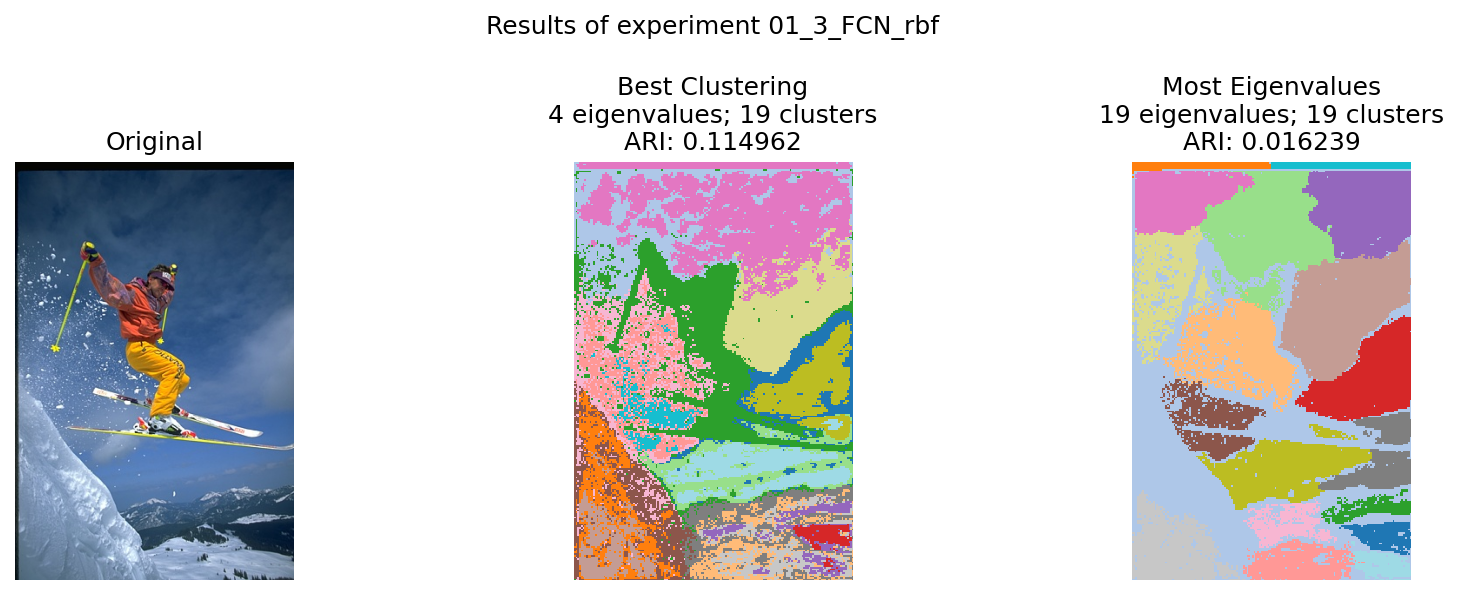 Results of experiment 01_3_FCN_rbf
Original
Best Clustering
4 eigenvalues; 19 clusters
ARI: 0.114962
Most Eigenvalues
19 eigenvalues; 19 clusters
ARI: 0.016239